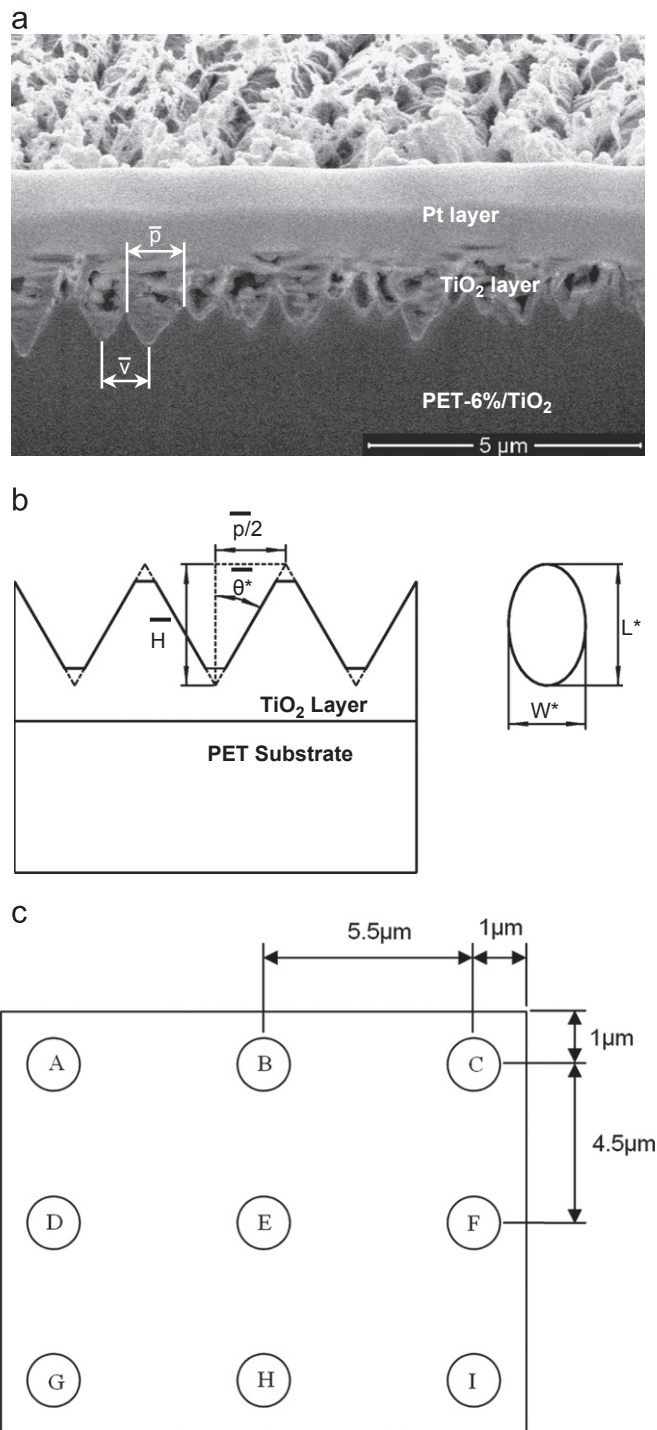 a
Pt layer
p̅
TiO₂ layer
v̅
PET-6%/TiO₂
5 µm
b
p̅/2
θ̅*
H̅
L*
TiO₂ Layer
W*
PET Substrate
c
1µm
5.5µm
1µm
A B C
4.5µm
D E F
G H I